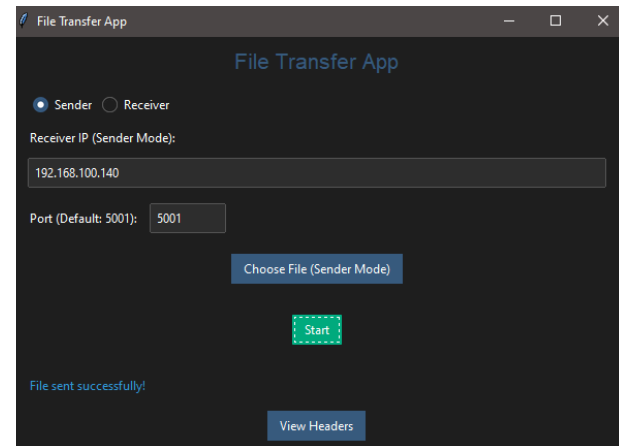 File Transfer App
File Transfer App
Sender Receiver
Receiver IP (Sender Mode):
192.168.100.140
Port (Default: 5001): 5001
Choose File (Sender Mode)
Start
File sent successfully!
View Headers